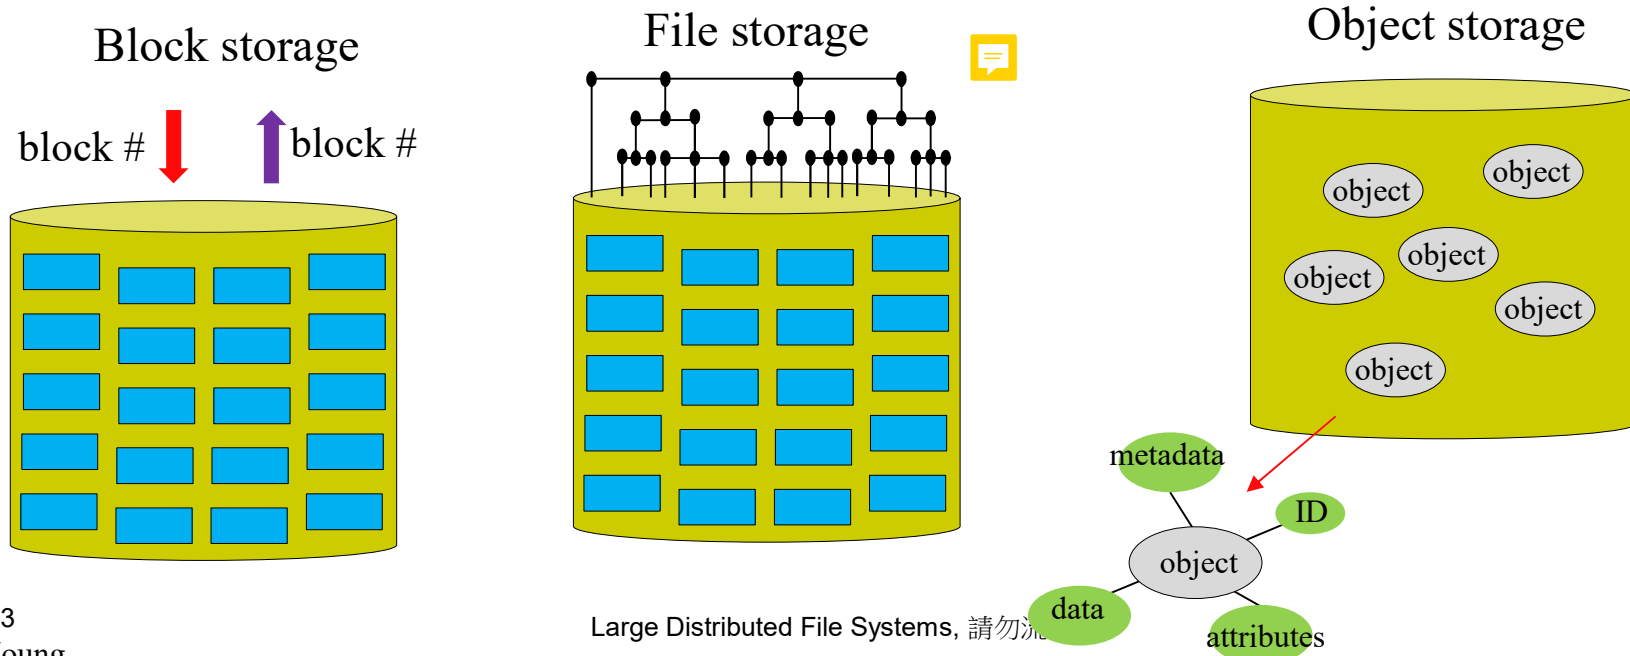 Block storage
File storage
Object storage
block #
block #
object
object
object
object
object
object
metadata
ID
object
data
attributes
3
Large Distributed File Systems, 請勿流